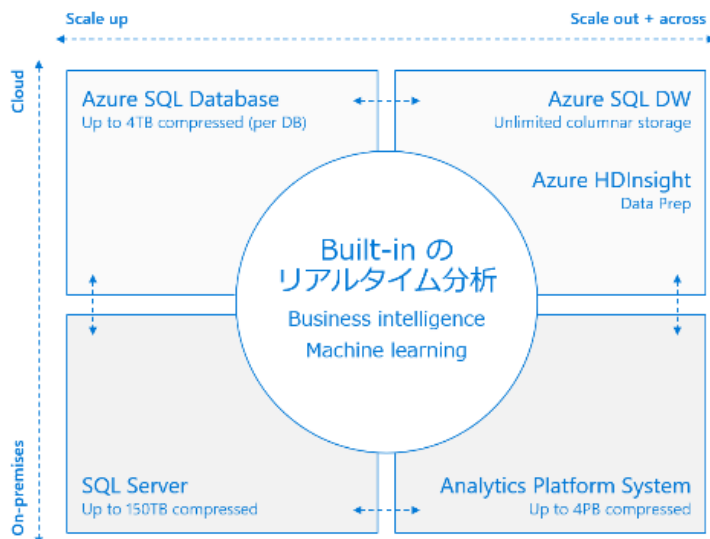 Scale up
Scale out + across
Cloud
Azure SQL Database
Up to 4TB compressed (per DB)
Azure SQL DW
Unlimited columnar storage
Azure HDInsight
Data Prep
Built-in の
リアルタイム分析
Business intelligence
Machine learning
On-premises
SQL Server
Up to 150TB compressed
Analytics Platform System
Up to 4PB compressed